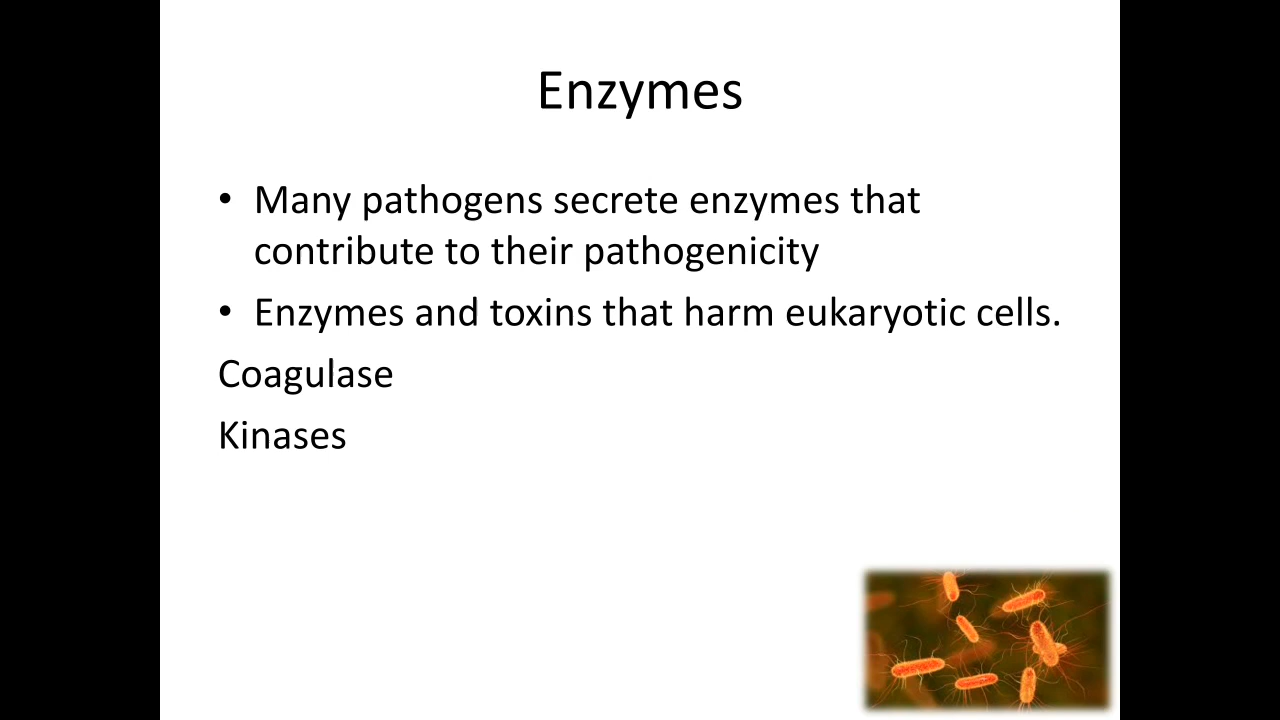 Enzymes
• Many pathogens secrete enzymes that
contribute to their pathogenicity
• Enzymes and toxins that harm eukaryotic cells.
Coagulase
Kinases